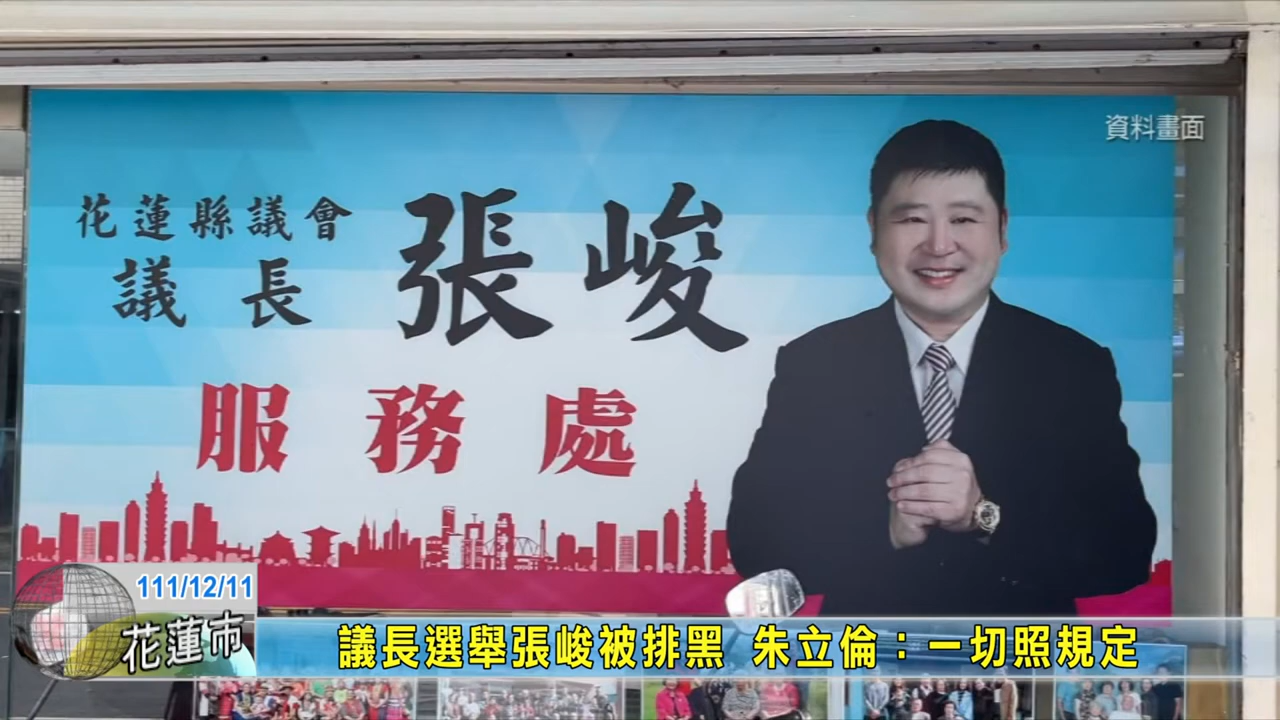 資料畫面
花蓮縣議會
議長 張峻
服務處
111/12/11
花蓮市
議長選舉張峻被排黑 朱立倫：一切照規定